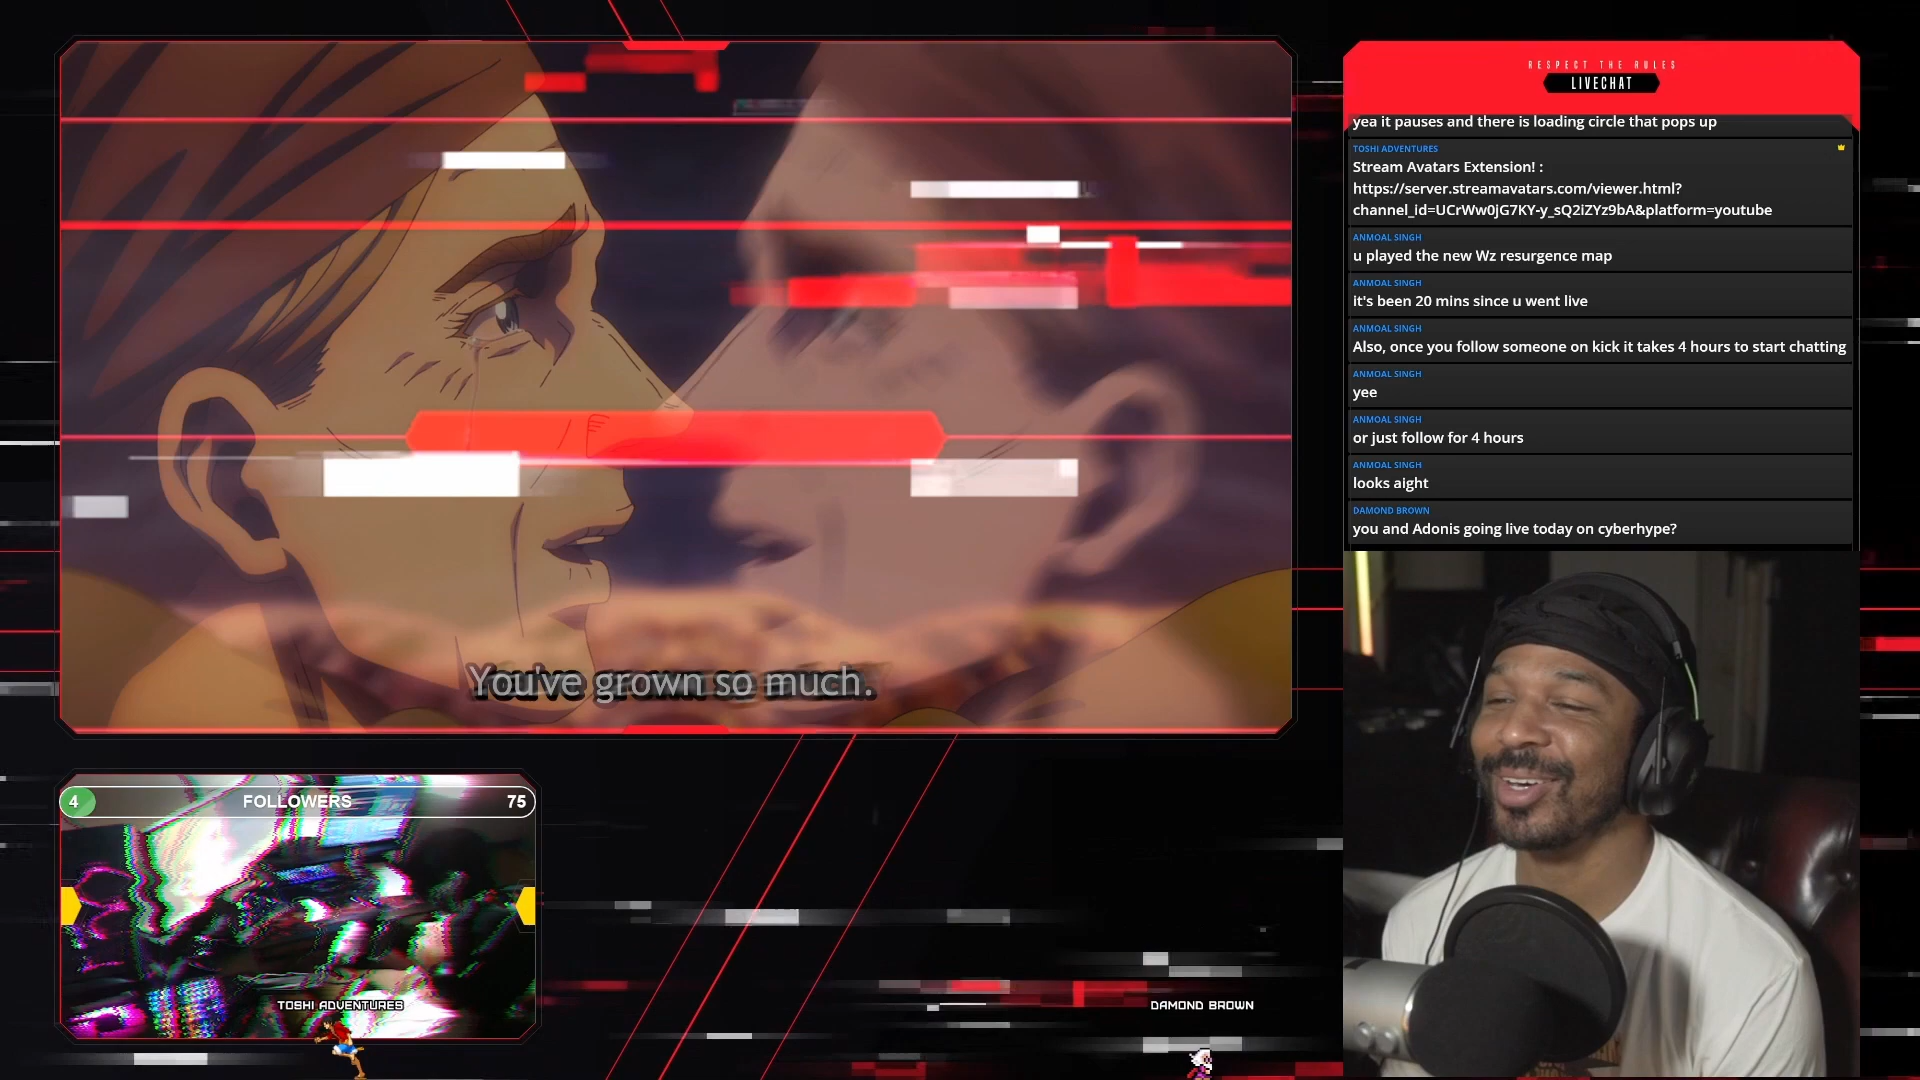 RESPECT THE RULES
LIVECHAT
yea it pauses and there is loading circle that pops up
TOSHI ADVENTURES
Stream Avatars Extension! :
https://server.streamavatars.com/viewer.html?
channel_id=UCrWw0jG7KY-y_sQ2iZYz9bA&platform=youtube
ANMOAL SINGH
u played the new Wz resurgence map
ANMOAL SINGH
it's been 20 mins since u went live
ANMOAL SINGH
Also, once you follow someone on kick it takes 4 hours to start chatting
ANMOAL SINGH
yee
ANMOAL SINGH
or just follow for 4 hours
ANMOAL SINGH
looks aight
DAMOND BROWN
you and Adonis going live today on cyberhype?
You've grown so much.
4 FOLLOWERS 75
TOSHI ADVENTURES
DAMOND BROWN